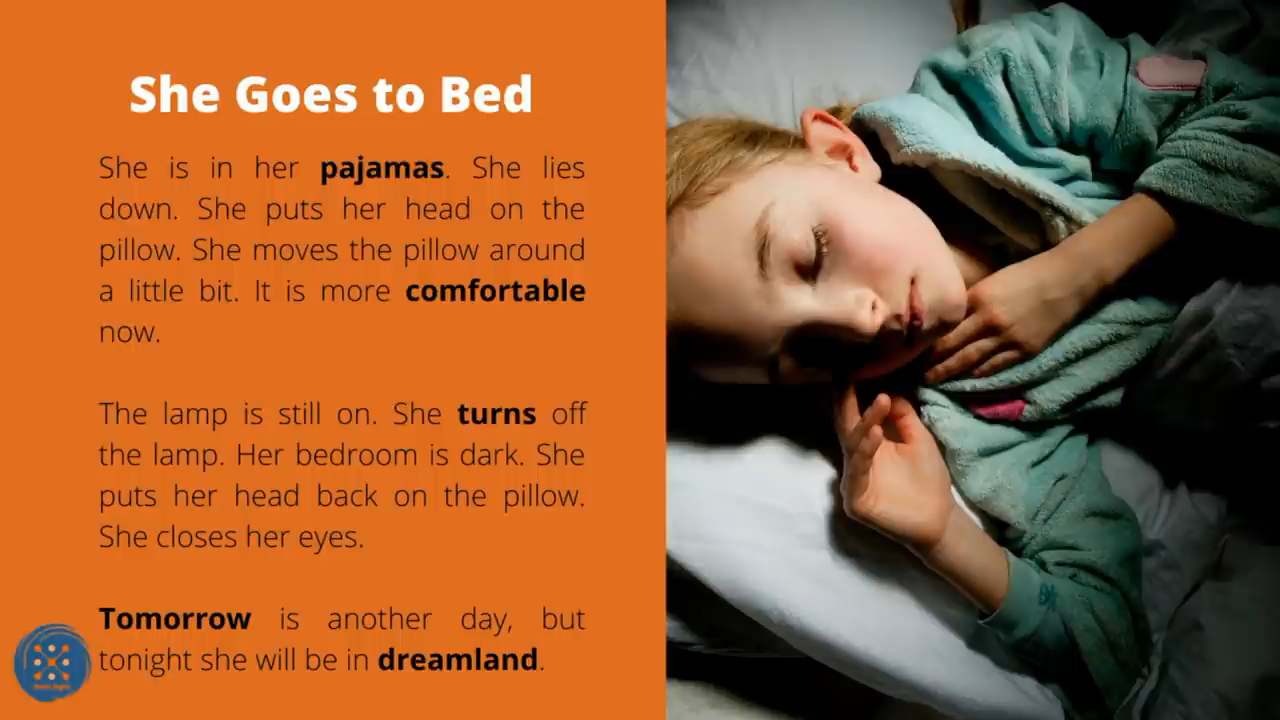 She Goes to Bed
She is in her pajamas. She lies
down. She puts her head on the
pillow. She moves the pillow around
a little bit. It is more comfortable
now.
The lamp is still on. She turns off
the lamp. Her bedroom is dark. She
puts her head back on the pillow.
She closes her eyes.
Tomorrow is another day, but
tonight she will be in dreamland.